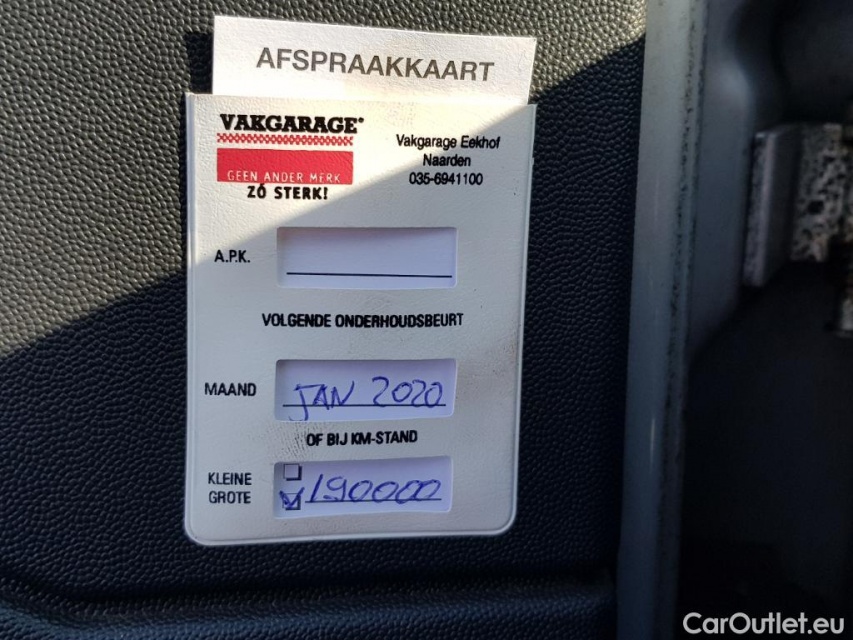 AFSPRAAKKAART
VAKGARAGE
GEEN ANDER MERK
ZÓ STERK!
Vakgarage Eekhof
Naarden
035-6941100
A.P.K.
VOLGENDE ONDERHOUDSBEURT
MAAND JAN 2020
OF BIJ KM-STAND
KLEINE
GROTE 190000
CarOutlet.eu